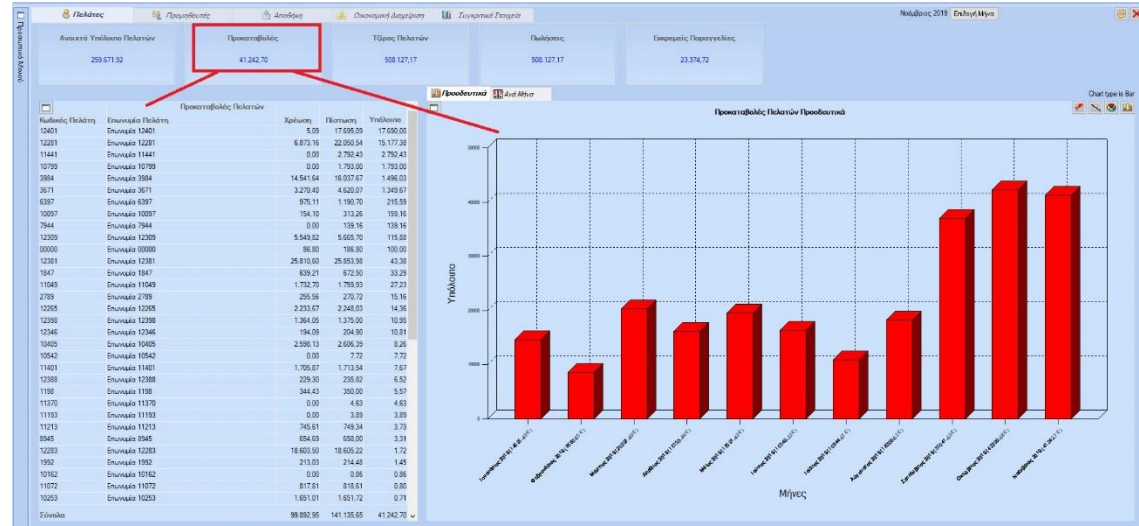 Προσωπικό Μενού
Πελάτες Προμηθευτές Αποθήκη Οικονομική Διαχείριση Συγκριτικά Στοιχεία Νοέμβριος 2019 Επιλογή Μήνα
Ανοικτό Υπόλοιπο Πελατών Προκαταβολές Τζίρος Πελατών Πωλήσεις Εκκρεμείς Παραγγελίες
259.671,52 41.242,70 508.127,17 508.127,17 23.374,72
Προκαταβολές Πελατών
Κωδικός Πελάτη Επωνυμία Πελάτη Χρέωση Πίστωση Υπόλοιπο
12401 Επωνυμία 12401 5,09 17.695,09 17.690,00
12281 Επωνυμία 12281 6.873,16 22.050,54 15.177,38
11441 Επωνυμία 11441 0,00 2.792,43 2.792,43
10799 Επωνυμία 10799 0,00 1.793,00 1.793,00
3984 Επωνυμία 3984 14.541,64 16.037,67 1.496,03
3671 Επωνυμία 3671 3.270,40 4.620,07 1.349,67
6397 Επωνυμία 6397 975,11 1.190,70 215,59
10097 Επωνυμία 10097 154,10 313,26 159,16
7944 Επωνυμία 7944 0,00 139,16 139,16
12309 Επωνυμία 12309 5.549,82 5.665,70 115,88
00000 Επωνυμία 00000 86,80 186,80 100,00
12381 Επωνυμία 12381 25.810,60 25.853,98 43,38
1847 Επωνυμία 1847 639,21 672,50 33,29
11049 Επωνυμία 11049 1.732,70 1.759,93 27,23
2789 Επωνυμία 2789 255,56 270,72 15,16
12265 Επωνυμία 12265 2.233,67 2.248,03 14,36
12398 Επωνυμία 12398 1.364,05 1.375,00 10,95
12346 Επωνυμία 12346 194,09 204,90 10,81
10405 Επωνυμία 10405 2.598,13 2.606,39 8,26
10542 Επωνυμία 10542 0,00 7,72 7,72
11401 Επωνυμία 11401 1.705,87 1.713,54 7,67
12388 Επωνυμία 12388 229,30 235,82 6,52
1198 Επωνυμία 1198 344,43 350,00 5,57
11370 Επωνυμία 11370 0,00 4,63 4,63
11193 Επωνυμία 11193 0,00 3,89 3,89
11213 Επωνυμία 11213 745,61 749,34 3,73
8945 Επωνυμία 8945 654,69 658,00 3,31
12283 Επωνυμία 12283 18.603,50 18.605,22 1,72
1992 Επωνυμία 1992 213,03 214,48 1,45
10162 Επωνυμία 10162 0,00 0,86 0,86
11072 Επωνυμία 11072 817,81 818,61 0,80
10253 Επωνυμία 10253 1.651,01 1.651,72 0,71
Σύνολα 99.892,95 141.135,65 41.242,70
Προοδευτικά Ανά Μήνα
Chart type is Bar
Προκαταβολές Πελατών Προοδευτικά
Υπόλοιπο
50000
40000
30000
20000
10000
0
Μήνες